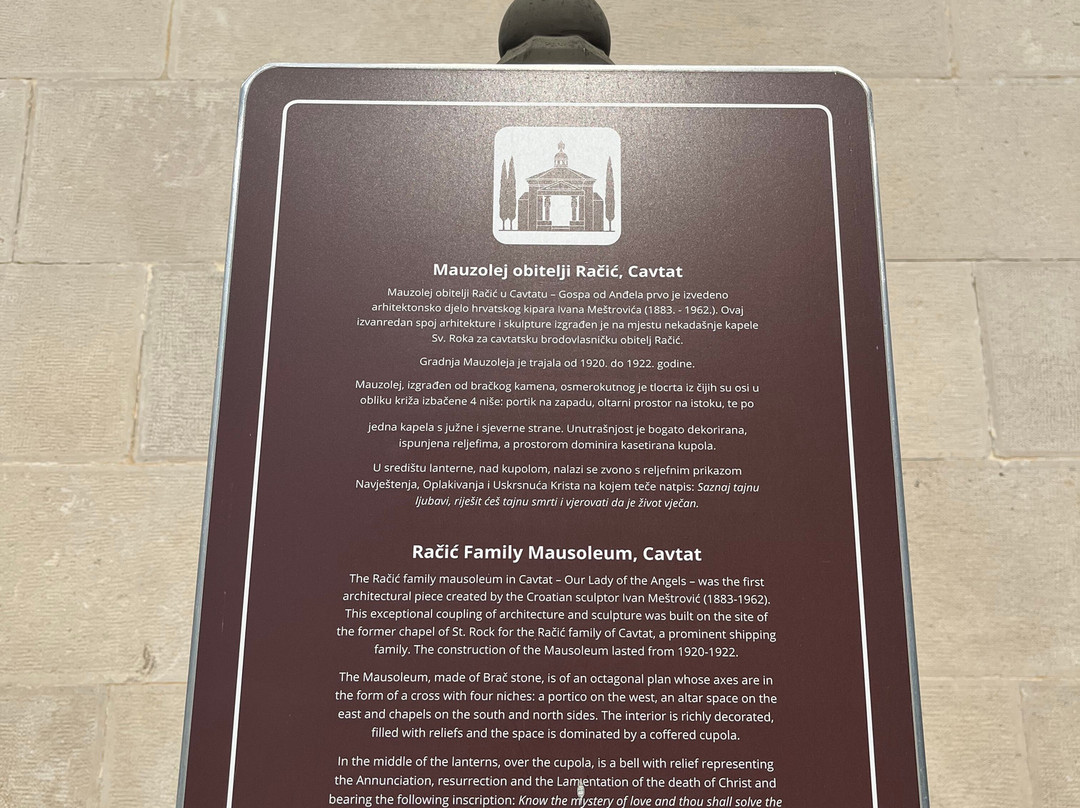 Mauzolej obitelji Račić, Cavtat
Mauzolej obitelji Račić u Cavtatu – Gospa od Anđela prvo je izvedeno
arhitektonsko djelo hrvatskog kipara Ivana Meštrovića (1883. - 1962.). Ovaj
izvanredan spoj arhitekture i skulpture izgrađen je na mjestu nekadašnje kapele
Sv. Roka za cavtatsku brodovlasničku obitelj Račić.
Gradnja Mauzoleja je trajala od 1920. do 1922. godine.
Mauzolej, izgrađen od bračkog kamena, osmerokutnog je tlocrta iz čijih su osi u
obliku križa izbačene 4 niše: portik na zapadu, oltarni prostor na istoku, te po
jedna kapela s južne i sjeverne strane. Unutrašnjost je bogato dekorirana,
ispunjena reljefima, a prostorom dominira kasetirana kupola.
U središtu lanterne, nad kupolom, nalazi se zvono s reljefnim prikazom
Navještenja, Oplakivanja i Uskrsnuća Krista na kojem teče natpis: Saznaj tajnu
ljubavi, riješit ćeš tajnu smrti i vjerovati da je život vječan.
Račić Family Mausoleum, Cavtat
The Račić family mausoleum in Cavtat – Our Lady of the Angels – was the first
architectural piece created by the Croatian sculptor Ivan Meštrović (1883-1962).
This exceptional coupling of architecture and sculpture was built on the site of
the former chapel of St. Rock for the Račić family of Cavtat, a prominent shipping
family. The construction of the Mausoleum lasted from 1920-1922.
The Mausoleum, made of Brač stone, is of an octagonal plan whose axes are in
the form of a cross with four niches: a portico on the west, an altar space on the
east and chapels on the south and north sides. The interior is richly decorated,
filled with reliefs and the space is dominated by a coffered cupola.
In the middle of the lanterns, over the cupola, is a bell with relief representing
the Annunciation, resurrection and the Lamentation of the death of Christ and
bearing the following inscription: Know the mystery of love and thou shall solve the